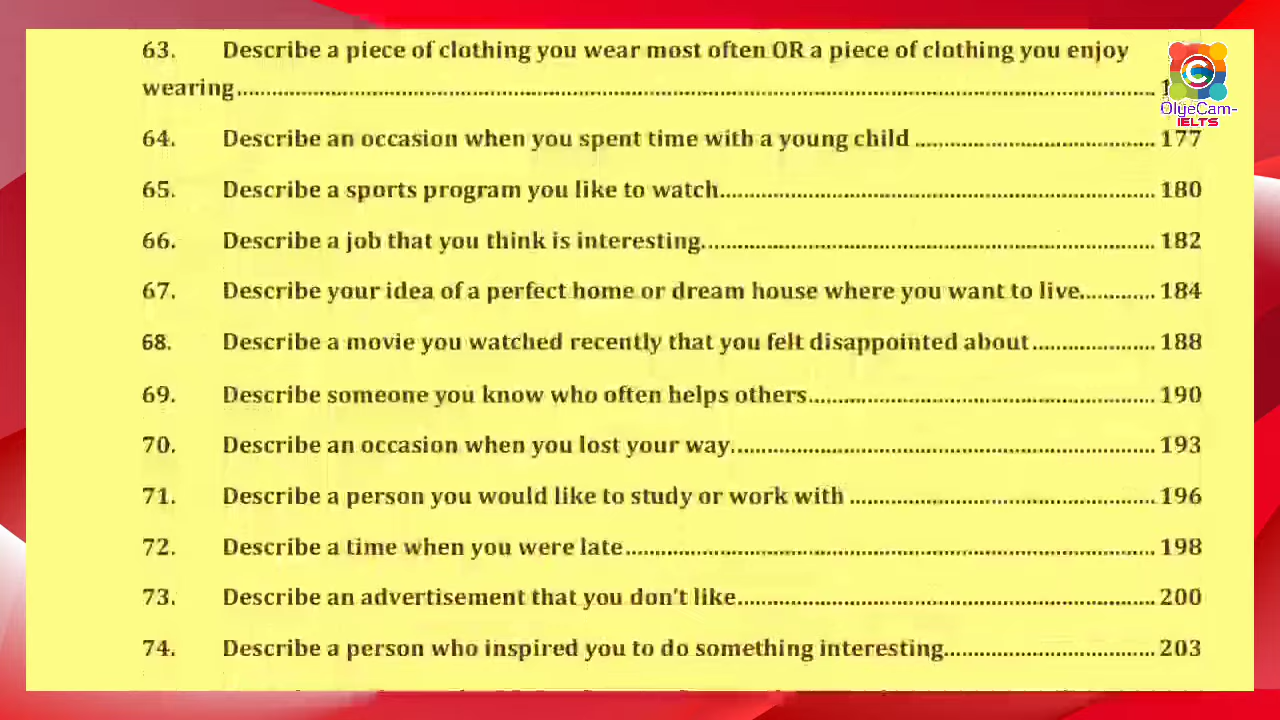 63. Describe a piece of clothing you wear most often OR a piece of clothing you enjoy
wearing
64. Describe an occasion when you spent time with a young child 177
65. Describe a sports program you like to watch 180
66. Describe a job that you think is interesting. 182
67. Describe your idea of a perfect home or dream house where you want to live. 184
68. Describe a movie you watched recently that you felt disappointed about 188
69. Describe someone you know who often helps others 190
70. Describe an occasion when you lost your way. 193
71. Describe a person you would like to study or work with 196
72. Describe a time when you were late 198
73. Describe an advertisement that you don't like 200
74. Describe a person who inspired you to do something interesting 203
OlyeCam-
IELTS